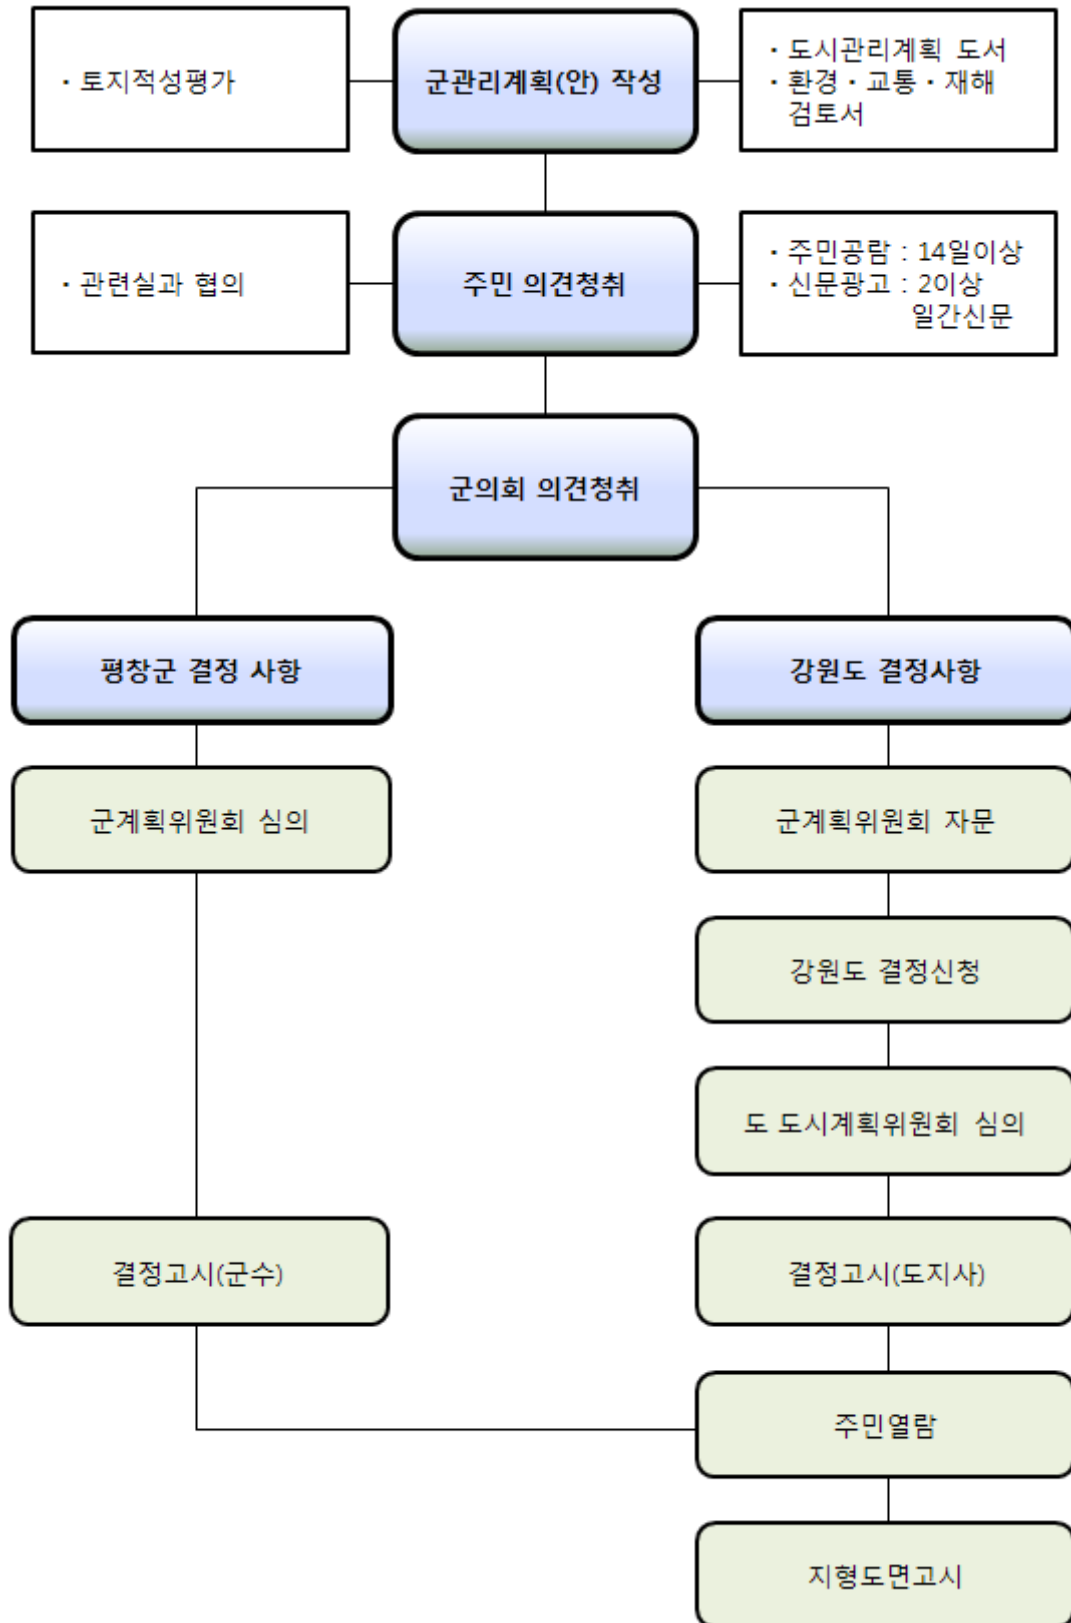 · 토지적성평가
군관리계획(안) 작성
· 도시관리계획 도서
· 환경 · 교통 · 재해
검토서
· 관련실과 협의
주민 의견청취
· 주민공람 : 14일이상
· 신문광고 : 2이상
일간신문
군의회 의견청취
평창군 결정 사항
강원도 결정사항
군계획위원회 심의
군계획위원회 자문
강원도 결정신청
도 도시계획위원회 심의
결정고시(군수)
결정고시(도지사)
주민열람
지형도면고시